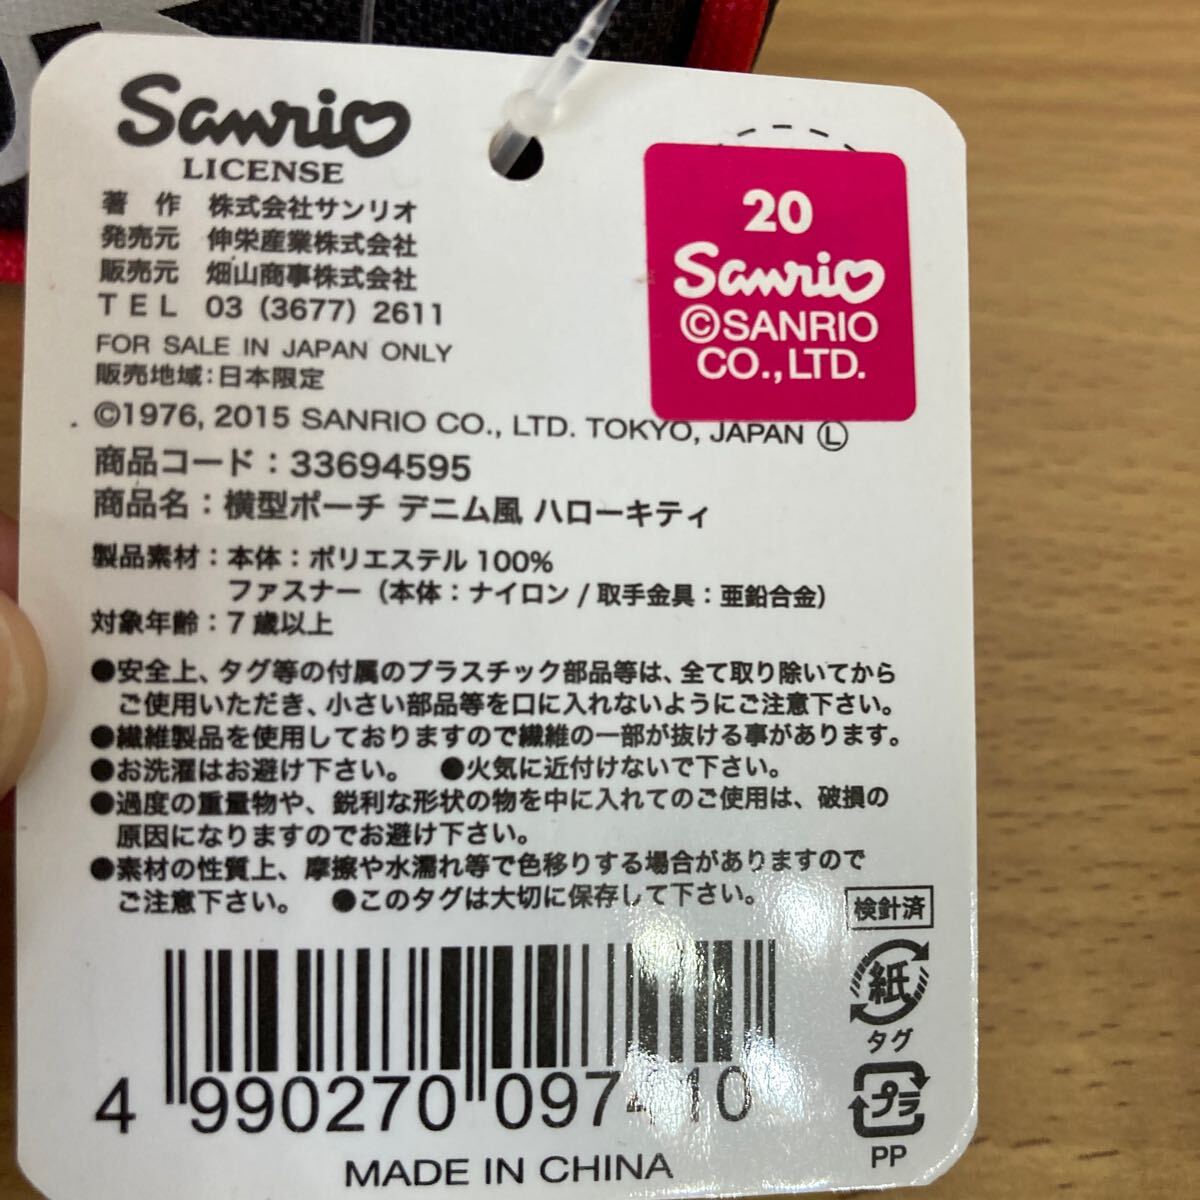 Sanrio
LICENSE
著 作 株式会社サンリオ
発売元 伸栄産業株式会社
販売元 畑山商事株式会社
TEL 03 (3677) 2611
FOR SALE IN JAPAN ONLY
販売地域:日本限定
©1976, 2015 SANRIO CO., LTD. TOKYO, JAPAN Ⓛ
20
Sanrio
©SANRIO
CO.,LTD.
商品コード:33694595
商品名:横型ポーチ デニム風 ハローキティ
製品素材:本体:ポリエステル100%
ファスナー(本体:ナイロン/取手金具:亜鉛合金)
対象年齢:7歳以上
●安全上、タグ等の付属のプラスチック部品等は、全て取り除いてから
ご使用いただき、小さい部品等を口に入れないようにご注意下さい。
●繊維製品を使用しておりますので繊維の一部が抜ける事があります。
●お洗濯はお避け下さい。 ●火気に近付けないで下さい。
●過度の重量物や、鋭利な形状の物を中に入れてのご使用は、破損の
原因になりますのでお避け下さい。
●素材の性質上、摩擦や水濡れ等で色移りする場合がありますので
ご注意下さい。 ●このタグは大切に保存して下さい。
検針済
紙
タグ
プラ
PP
4 990270 097410
MADE IN CHINA